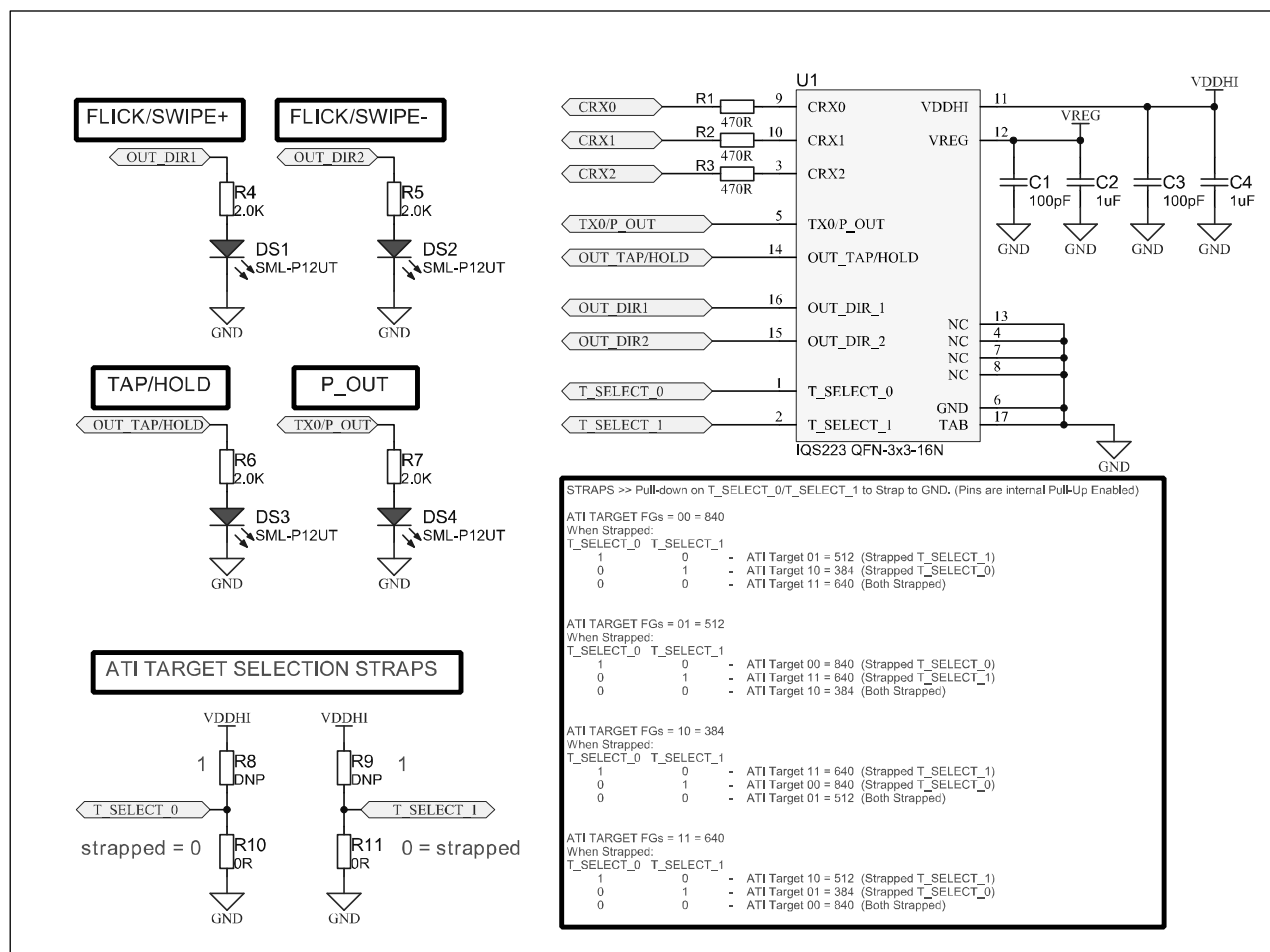 FLICK/SWIPE+
OUT_DIR1
R4
2.0K
DS1
SML-P12UT
GND
FLICK/SWIPE-
OUT_DIR2
R5
2.0K
DS2
SML-P12UT
GND
TAP/HOLD
OUT_TAP/HOLD
R6
2.0K
DS3
SML-P12UT
GND
P_OUT
TX0/P_OUT
R7
2.0K
DS4
SML-P12UT
GND
ATI TARGET SELECTION STRAPS
VDDHI
1 R8
DNP
T_SELECT_0
strapped = 0 R10
0R
GND
VDDHI
R9 1
DNP
T_SELECT_1
R11 0 = strapped
0R
GND
U1
CRX0 R1 470R 9 CRX0
CRX1 R2 470R 10 CRX1
CRX2 R3 470R 3 CRX2
TX0/P_OUT 5 TX0/P_OUT
OUT_TAP/HOLD 14 OUT_TAP/HOLD
OUT_DIR1 16 OUT_DIR_1
OUT_DIR2 15 OUT_DIR_2
T_SELECT_0 1 T_SELECT_0
T_SELECT_1 2 T_SELECT_1
VDDHI 11
VREG 12
NC 13
NC 4
NC 7
NC 8
GND 6
TAB 17
GND
IQS223 QFN-3x3-16N
VREG
VDDHI
C1
100pF
GND
C2
1uF
GND
C3
100pF
GND
C4
1uF
GND
STRAPS >> Pull-down on T_SELECT_0/T_SELECT_1 to Strap to GND. (Pins are internal Pull-Up Enabled)
ATI TARGET FGs = 00 = 840
When Strapped:
T_SELECT_0 T_SELECT_1
1 0 - ATI Target 01 = 512 (Strapped T_SELECT_1)
0 1 - ATI Target 10 = 384 (Strapped T_SELECT_0)
0 0 - ATI Target 11 = 640 (Both Strapped)
ATI TARGET FGs = 01 = 512
When Strapped:
T_SELECT_0 T_SELECT_1
1 0 - ATI Target 00 = 840 (Strapped T_SELECT_0)
0 1 - ATI Target 11 = 640 (Strapped T_SELECT_1)
0 0 - ATI Target 10 = 384 (Both Strapped)
ATI TARGET FGs = 10 = 384
When Strapped:
T_SELECT_0 T_SELECT_1
1 0 - ATI Target 11 = 640 (Strapped T_SELECT_1)
0 1 - ATI Target 00 = 840 (Strapped T_SELECT_0)
0 0 - ATI Target 01 = 512 (Both Strapped)
ATI TARGET FGs = 11 = 640
When Strapped:
T_SELECT_0 T_SELECT_1
1 0 - ATI Target 10 = 512 (Strapped T_SELECT_1)
0 1 - ATI Target 01 = 384 (Strapped T_SELECT_0)
0 0 - ATI Target 00 = 840 (Both Strapped)